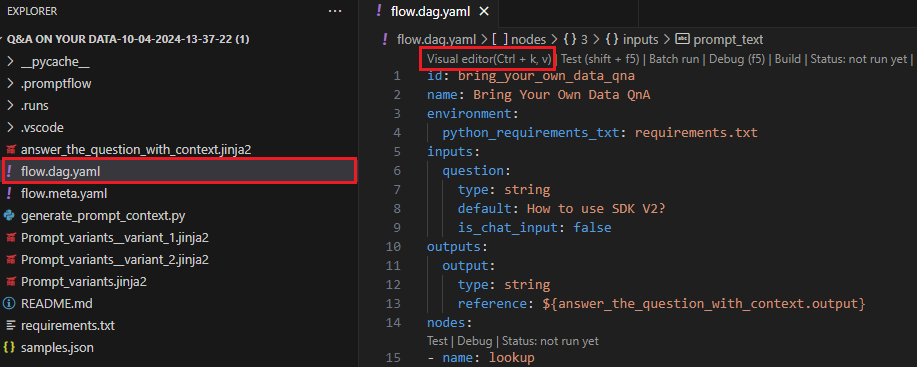 EXPLORER
···
Q&A ON YOUR DATA-10-04-2024-13-37-22 (1)
> __pycache__
> .promptflow
> .runs
> .vscode
answer_the_question_with_context.jinja2
! flow.dag.yaml
! flow.meta.yaml
generate_prompt_context.py
Prompt_variants__variant_1.jinja2
Prompt_variants__variant_2.jinja2
Prompt_variants.jinja2
README.md
requirements.txt
{} samples.json
! flow.dag.yaml ×
! flow.dag.yaml > [ ] nodes > {} 3 > {} inputs > abc prompt_text
Visual editor(Ctrl + k, v) | Test (shift + f5) | Batch run | Debug (f5) | Build | Status: not run yet |
1 id: bring_your_own_data_qna
2 name: Bring Your Own Data QnA
3 environment:
4 python_requirements_txt: requirements.txt
5 inputs:
6 question:
7 type: string
8 default: How to use SDK V2?
9 is_chat_input: false
10 outputs:
11 output:
12 type: string
13 reference: ${answer_the_question_with_context.output}
14 nodes:
Test | Debug | Status: not run yet
15 - name: lookup